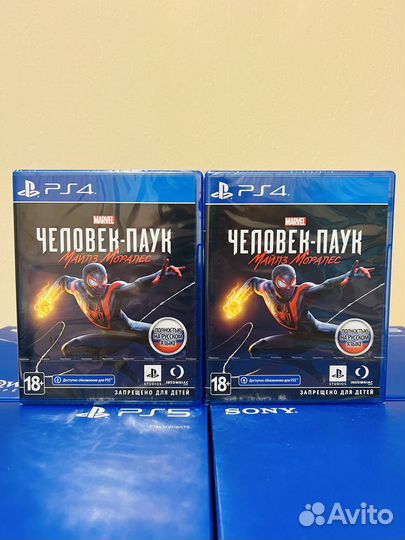 PS4
MARVEL
ЧЕЛОВЕК-ПАУК
МАЙЛЗ МОРАЛЕС
ПОЛНОСТЬЮ
НА РУССКОМ
ЯЗЫКЕ
18+
Доступно обновление для PS5
STUDIOS
INSOMNIAC
ЗАПРЕЩЕНО ДЛЯ ДЕТЕЙ
PS4
MARVEL
ЧЕЛОВЕК-ПАУК
МАЙЛЗ МОРАЛЕС
ПОЛНОСТЬЮ
НА РУССКОМ
ЯЗЫКЕ
18+
Доступно обновление для PS5
STUDIOS
INSOMNIAC
ЗАПРЕЩЕНО ДЛЯ ДЕТЕЙ
PS5
PlayStation5
SONY
Avito